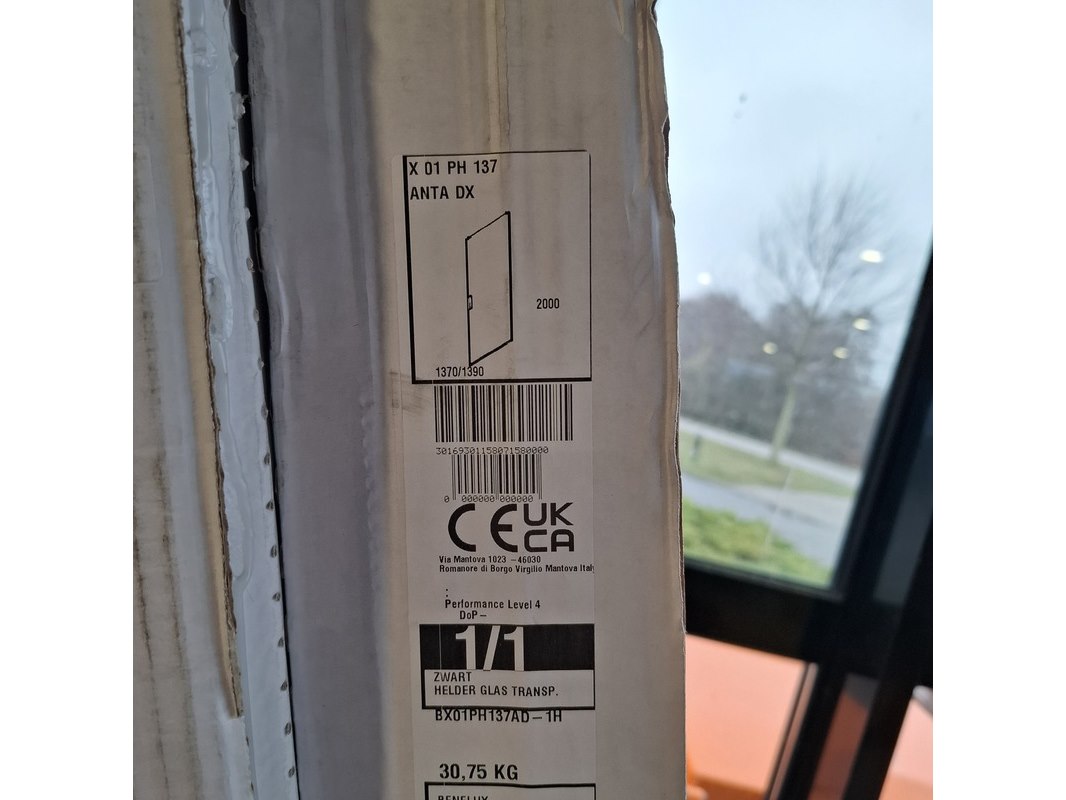 X 01 PH 137
ANTA DX
2000
1370/1390
30169301158071580000
0 000000 000000
CE UK
CA
Via Mantova 1023 -46030
Romanore di Borgo Virgilio Mantova Italy
:
Performance Level 4
DoP -
1/1
ZWART
HELDER GLAS TRANSP.
BX01PH137AD - 1H
30,75 KG
BENELUX